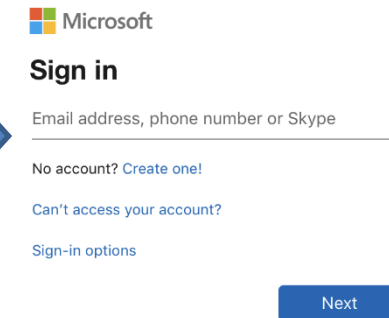 Microsoft
Sign in
Email address, phone number or Skype
No account? Create one!
Can't access your account?
Sign-in options
Next